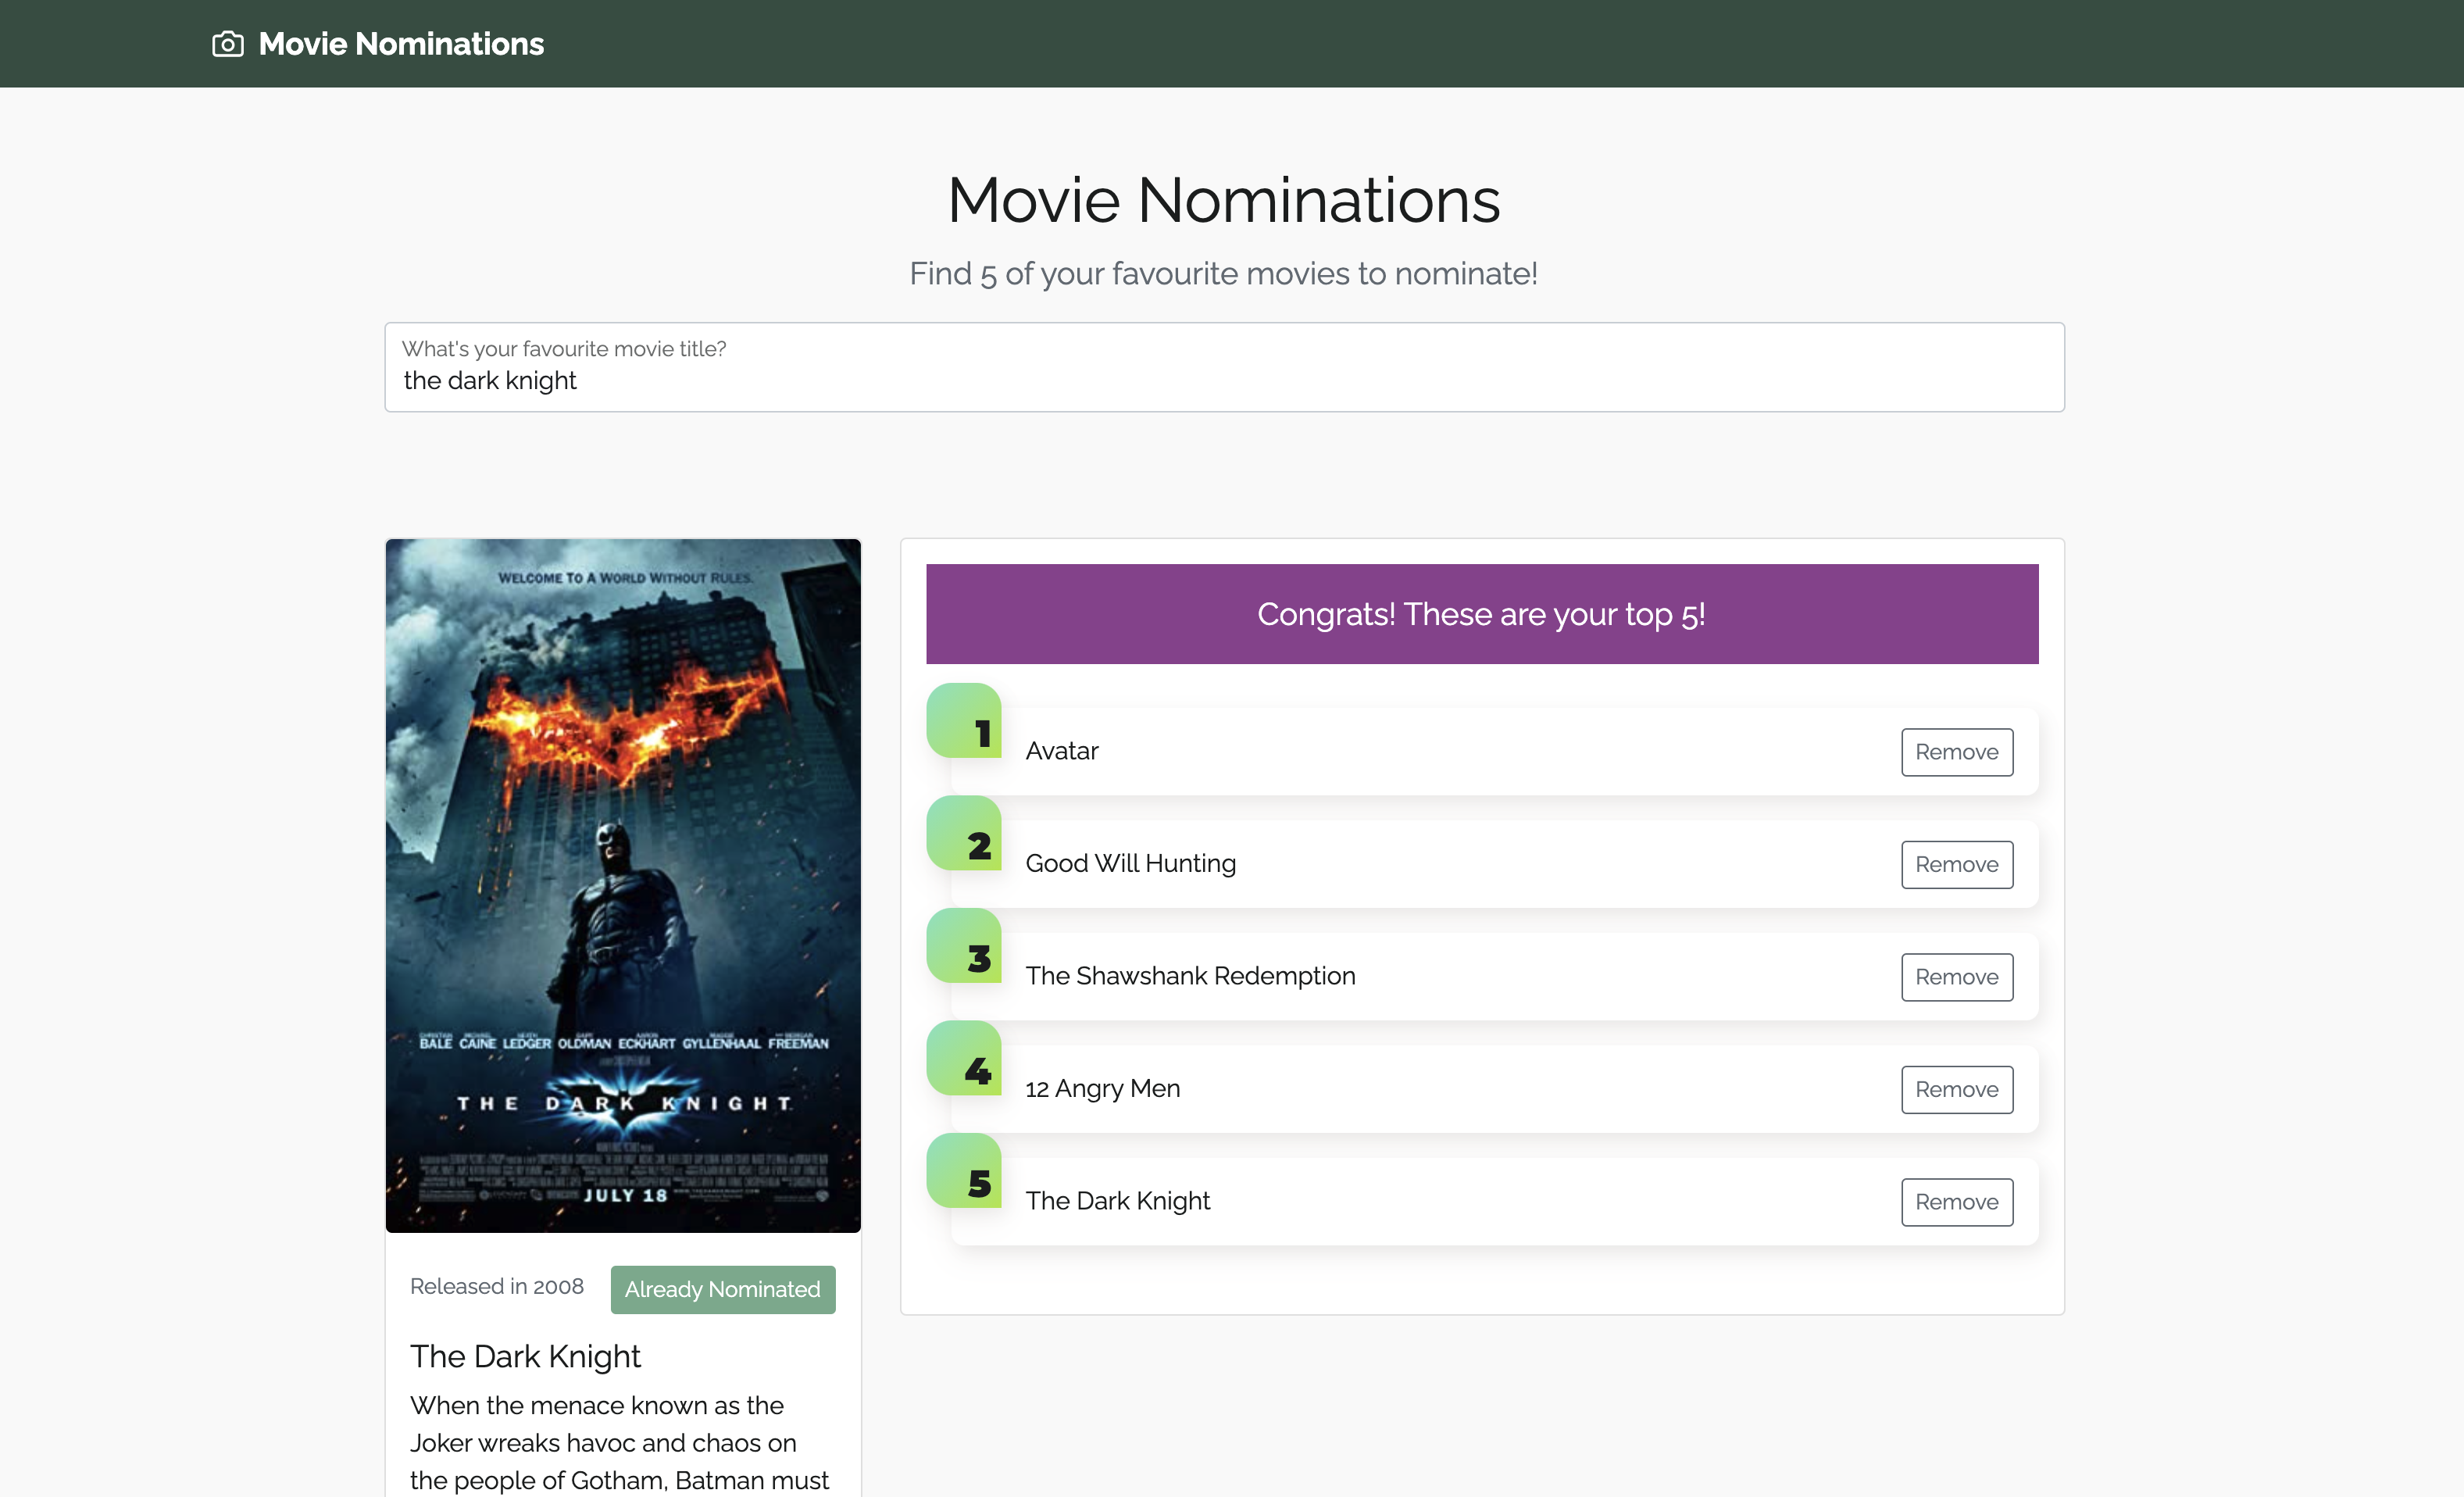 Movie Nominations
Movie Nominations
Find 5 of your favourite movies to nominate!
What's your favourite movie title?
the dark knight
WELCOME TO A WORLD WITHOUT RULES.
BALE CAINE LEDGER OLDMAN ECKHART GYLLENHAAL FREEMAN
THE DARK KNIGHT
JULY 18
Released in 2008
Already Nominated
The Dark Knight
When the menace known as the
Joker wreaks havoc and chaos on
the people of Gotham, Batman must
Congrats! These are your top 5!
1
Avatar
Remove
2
Good Will Hunting
Remove
3
The Shawshank Redemption
Remove
4
12 Angry Men
Remove
5
The Dark Knight
Remove